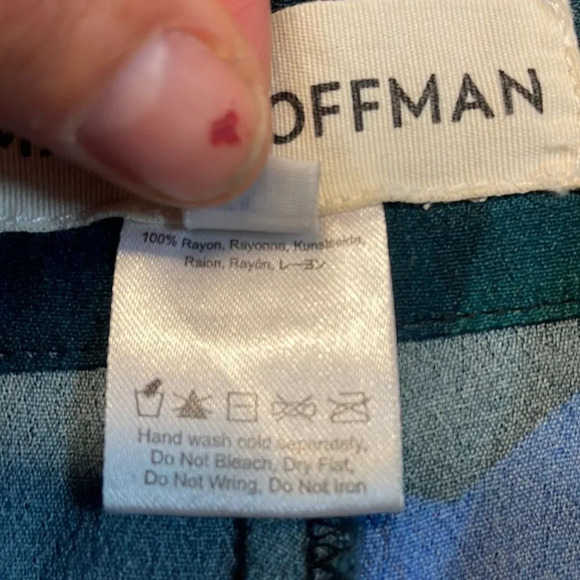 OFFMAN
100% Rayon, Rayonne, Kunstseide,
Raion, Rayón, レーヨン
Hand wash cold separately,
Do Not Bleach, Dry Flat,
Do Not Wring, Do Not Iron